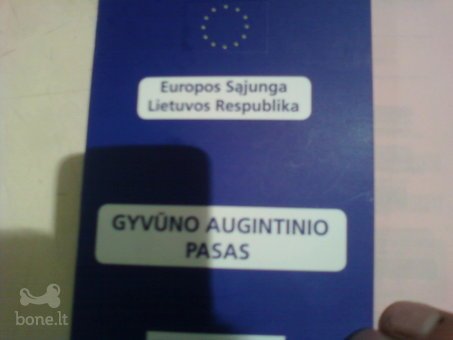 Europos Sąjunga
Lietuvos Respublika
GYVŪNO AUGINTINIO
PASAS
bone.lt